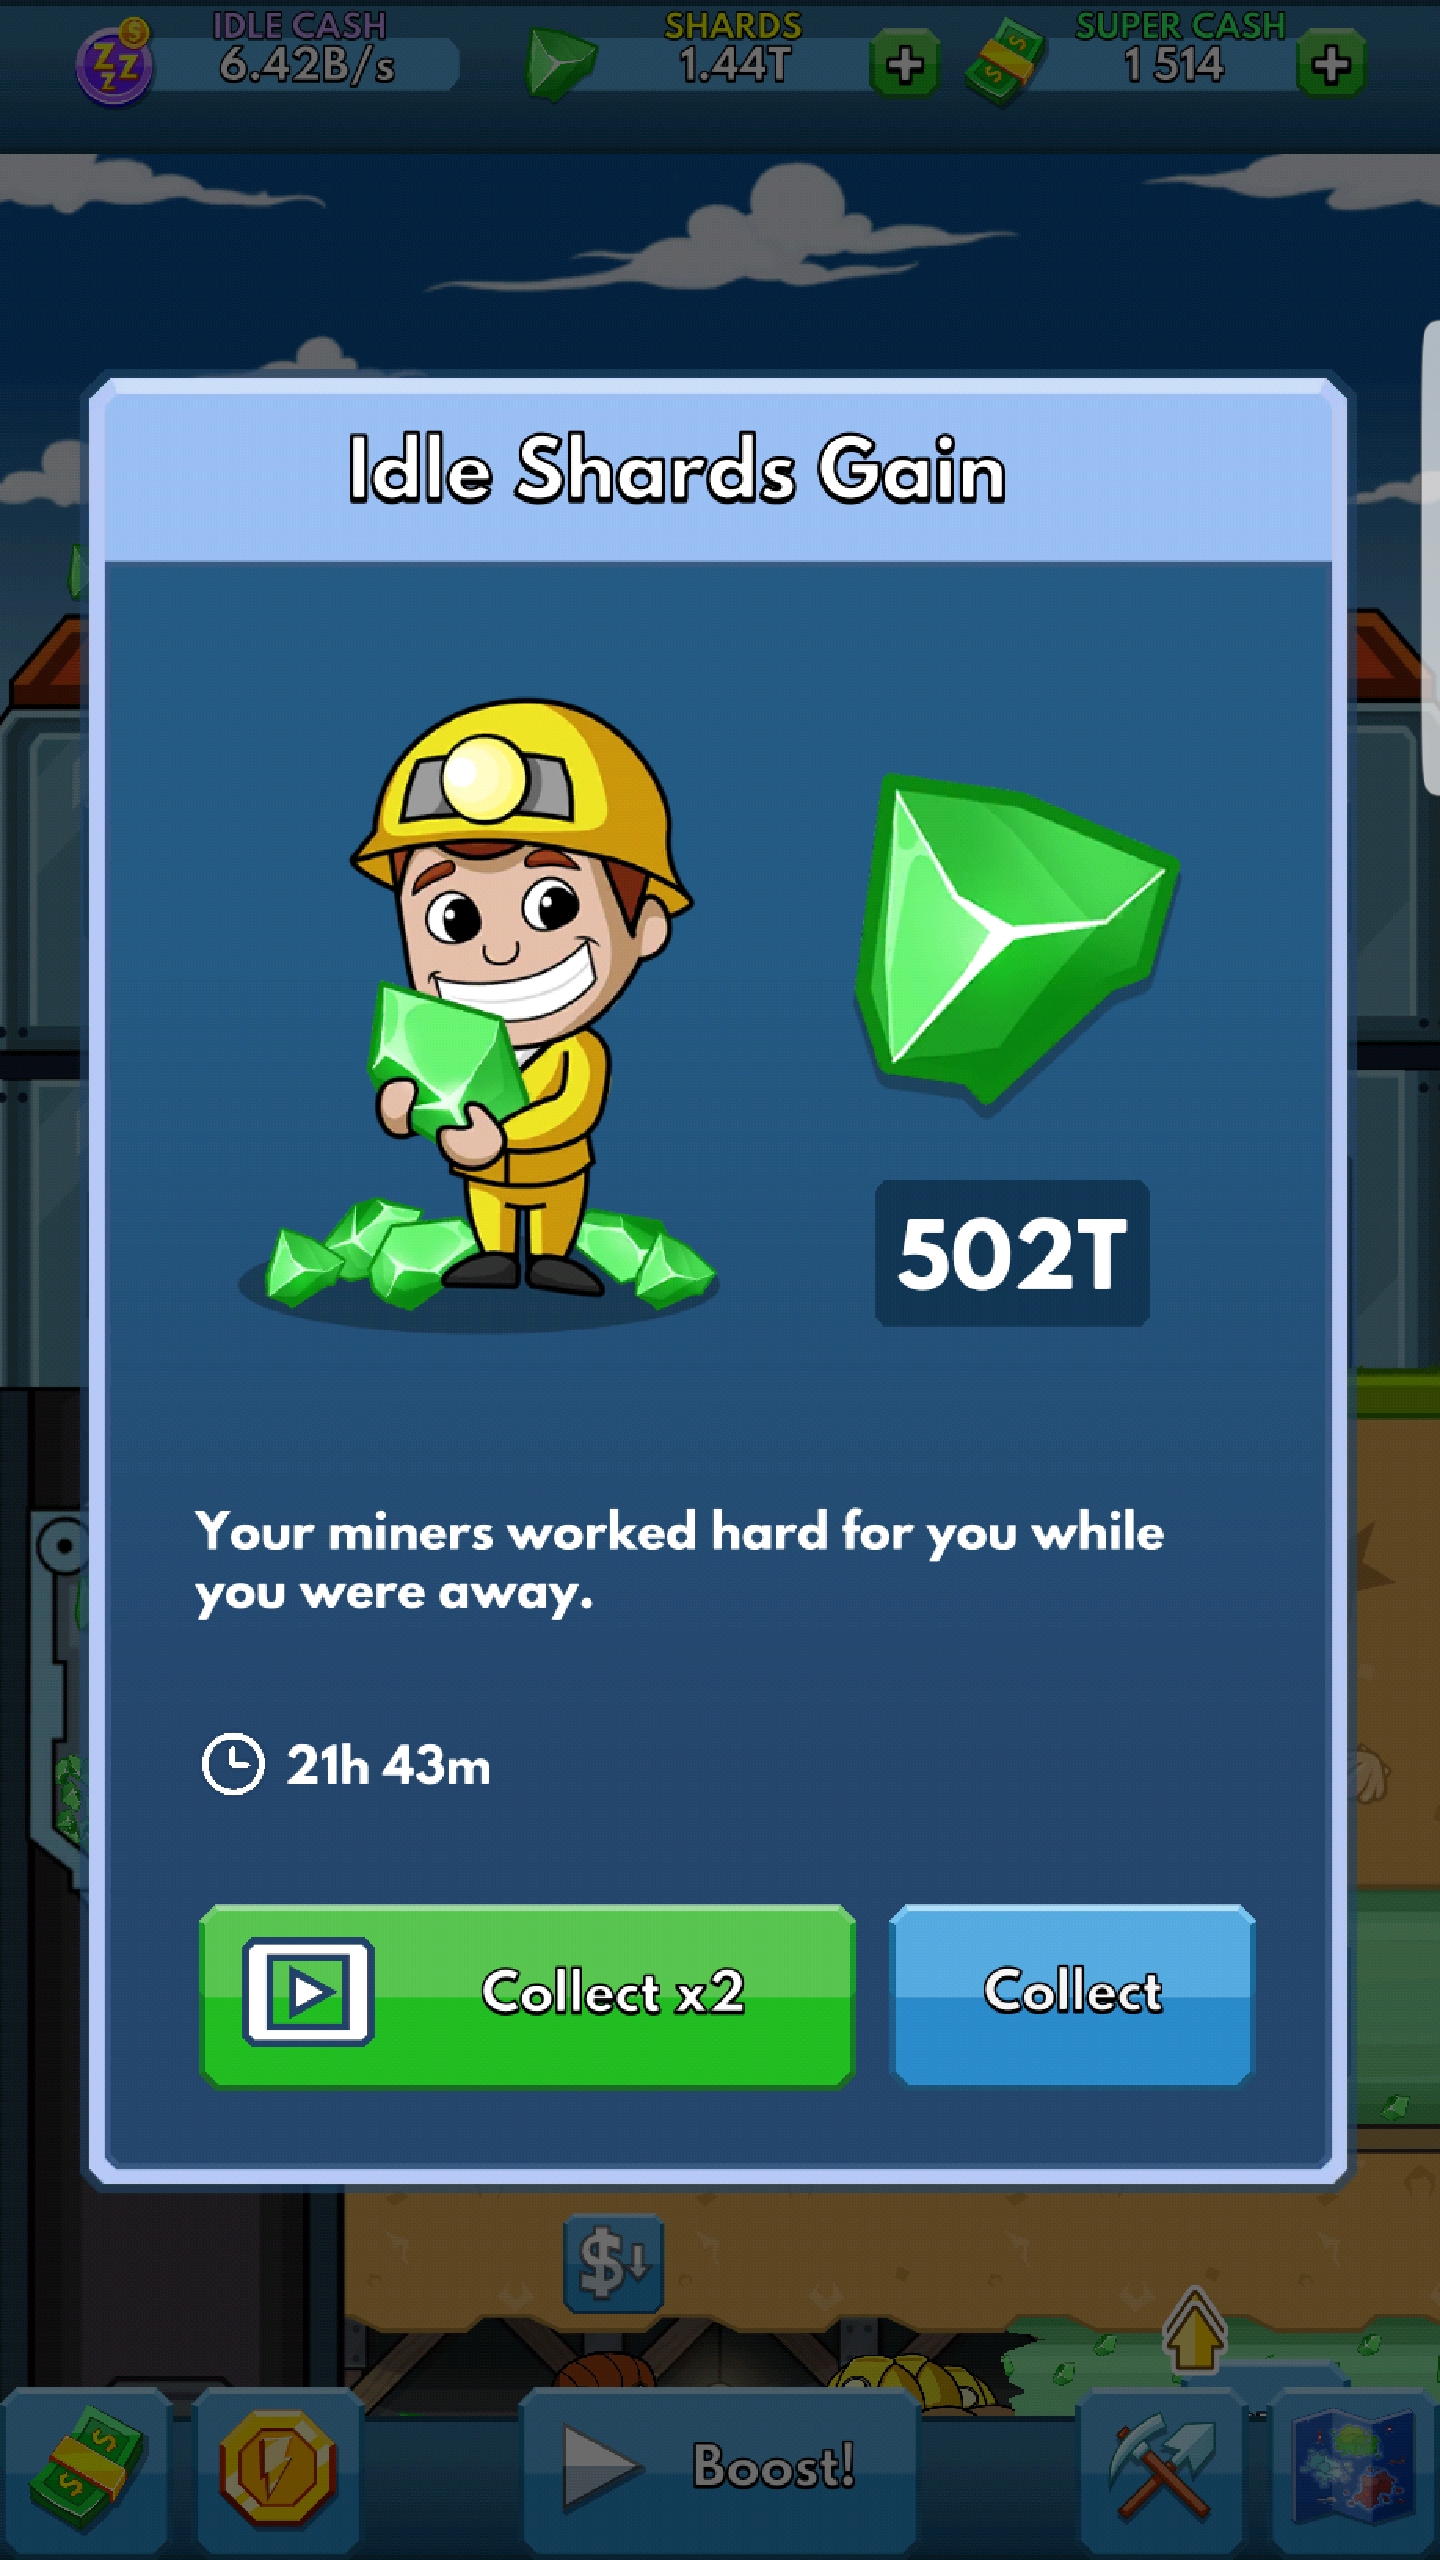 IDLE CASH
6.42B/s
SHARDS
1.44T
SUPER CASH
1 514
Idle Shards Gain
502T
Your miners worked hard for you while
you were away.
21h 43m
Collect x2
Collect
Boost!